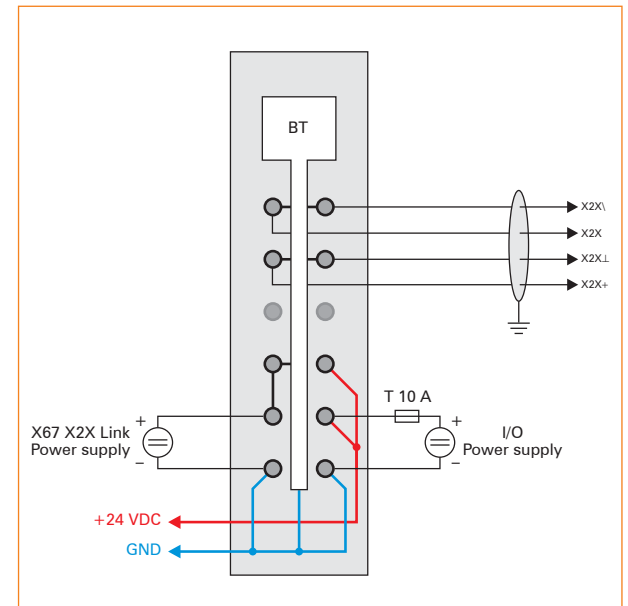 BT
X2X\
X2X
X2X⊥
X2X+
T 10 A
+
+
X67 X2X Link
Power supply
I/O
Power supply
–
–
+24 VDC
GND